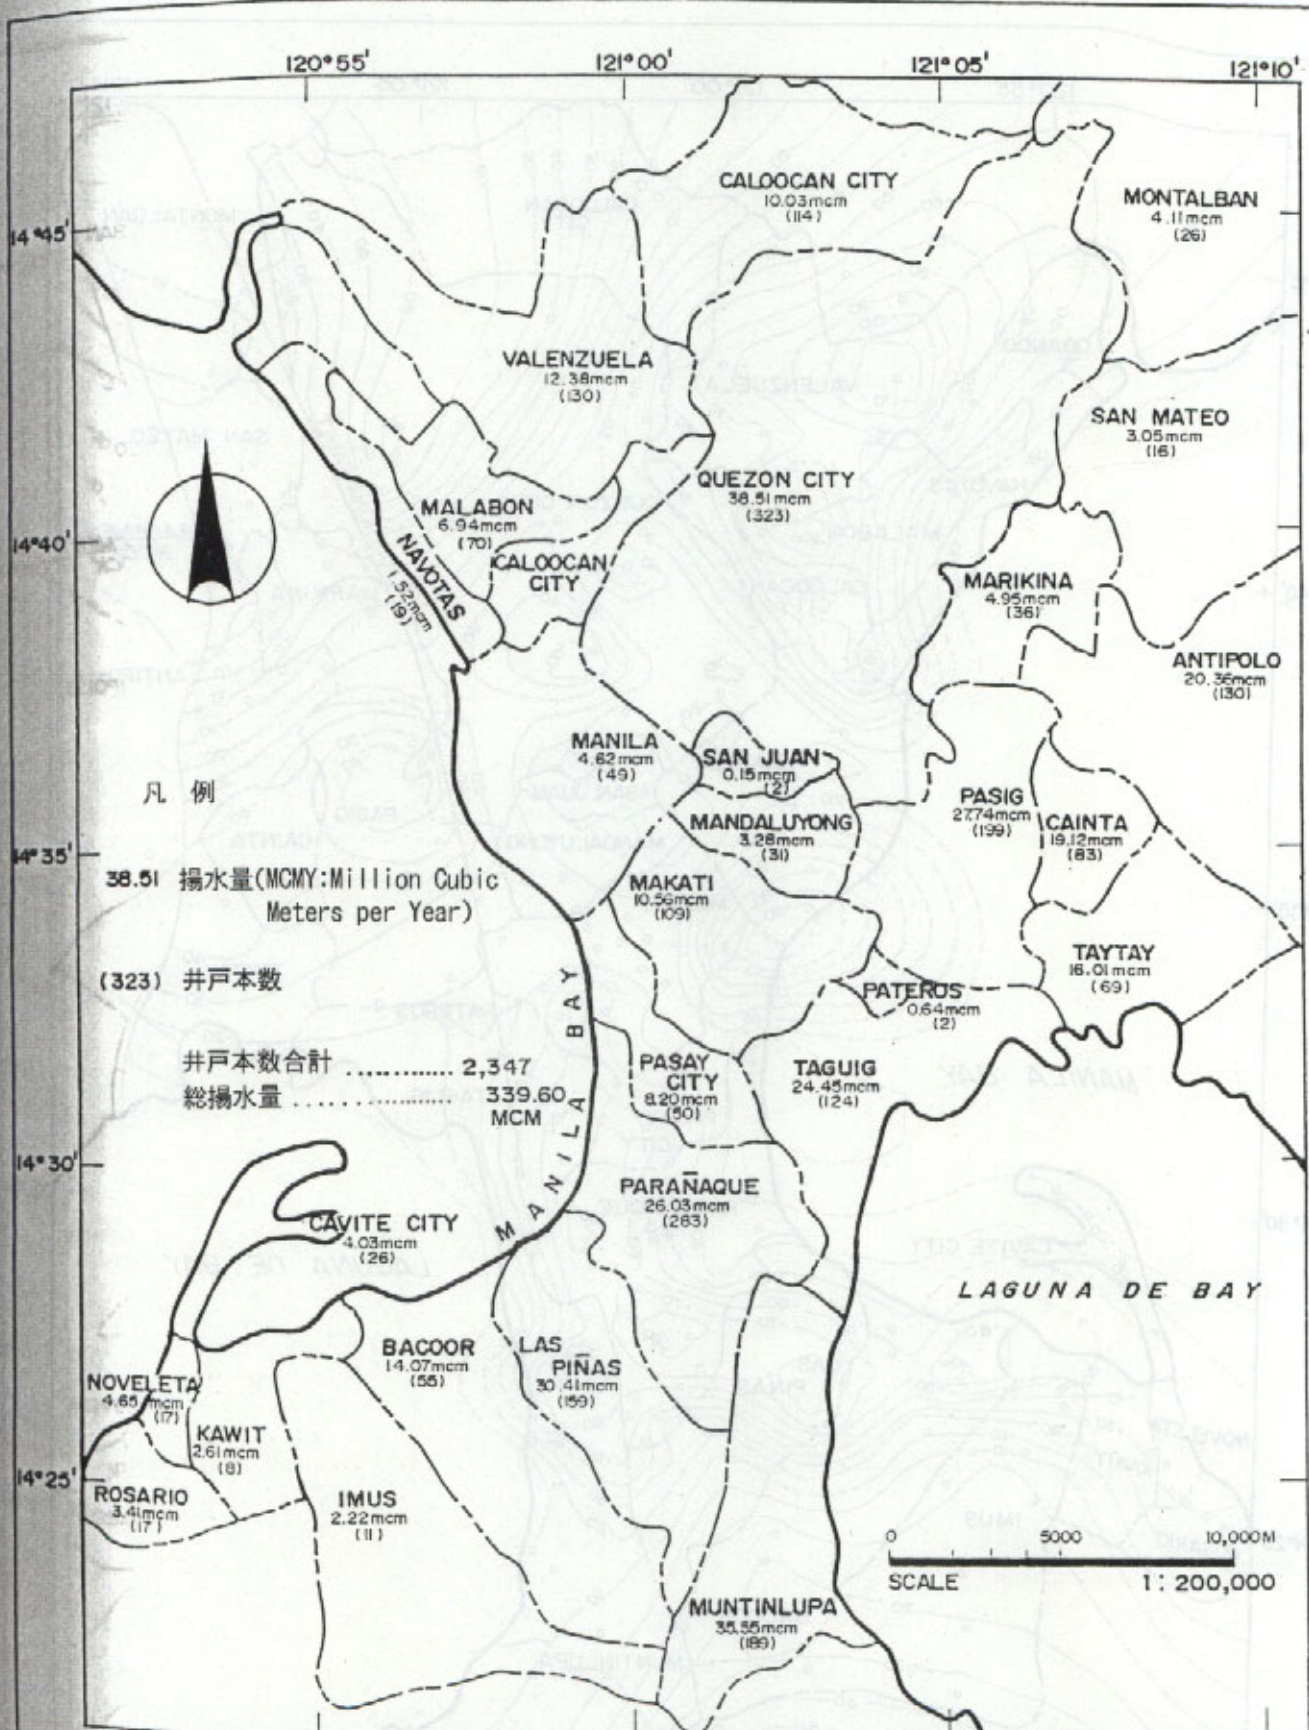 120°55'
121°00'
121°05'
121°10'
CALOOCAN CITY
10.03mcm
(114)
MONTALBAN
4.11mcm
(26)
14°45'
VALENZUELA
12.38mcm
(130)
SAN MATEO
3.05mcm
(16)
QUEZON CITY
38.51mcm
(323)
MALABON
6.94mcm
(70)
14°40'
NAVOTAS
1.52mcm
(19)
CALOOCAN
CITY
MARIKINA
4.95mcm
(36)
ANTIPOLO
20.36mcm
(130)
MANILA
4.62mcm
(49)
SAN JUAN
0.15mcm
(2)
凡 例
PASIG
27.74mcm
(199)
CAINTA
19.12mcm
(83)
MANDALUYONG
3.28mcm
(31)
14°35'
38.51 揚水量(MCMY:Million Cubic
Meters per Year)
MAKATI
10.56mcm
(109)
TAYTAY
16.01mcm
(69)
(323) 井戸本数
PATEROS
0.64mcm
(2)
井戸本数合計 .............. 2,347
総揚水量 .................. 339.60
MCM
PASAY
CITY
8.20mcm
(50)
TAGUIG
24.45mcm
(124)
MANILA BAY
14°30'
PARAÑAQUE
26.03mcm
(283)
CAVITE CITY
4.03mcm
(26)
LAGUNA DE BAY
BACOOR
14.07mcm
(55)
LAS
PIÑAS
30.41mcm
(159)
NOVELETA
4.65 mcm
(17)
KAWIT
2.61mcm
(8)
14°25'
ROSARIO
3.41mcm
(17)
IMUS
2.22mcm
(11)
0 5000 10,000M
SCALE 1:200,000
MUNTINLUPA
35.55mcm
(189)